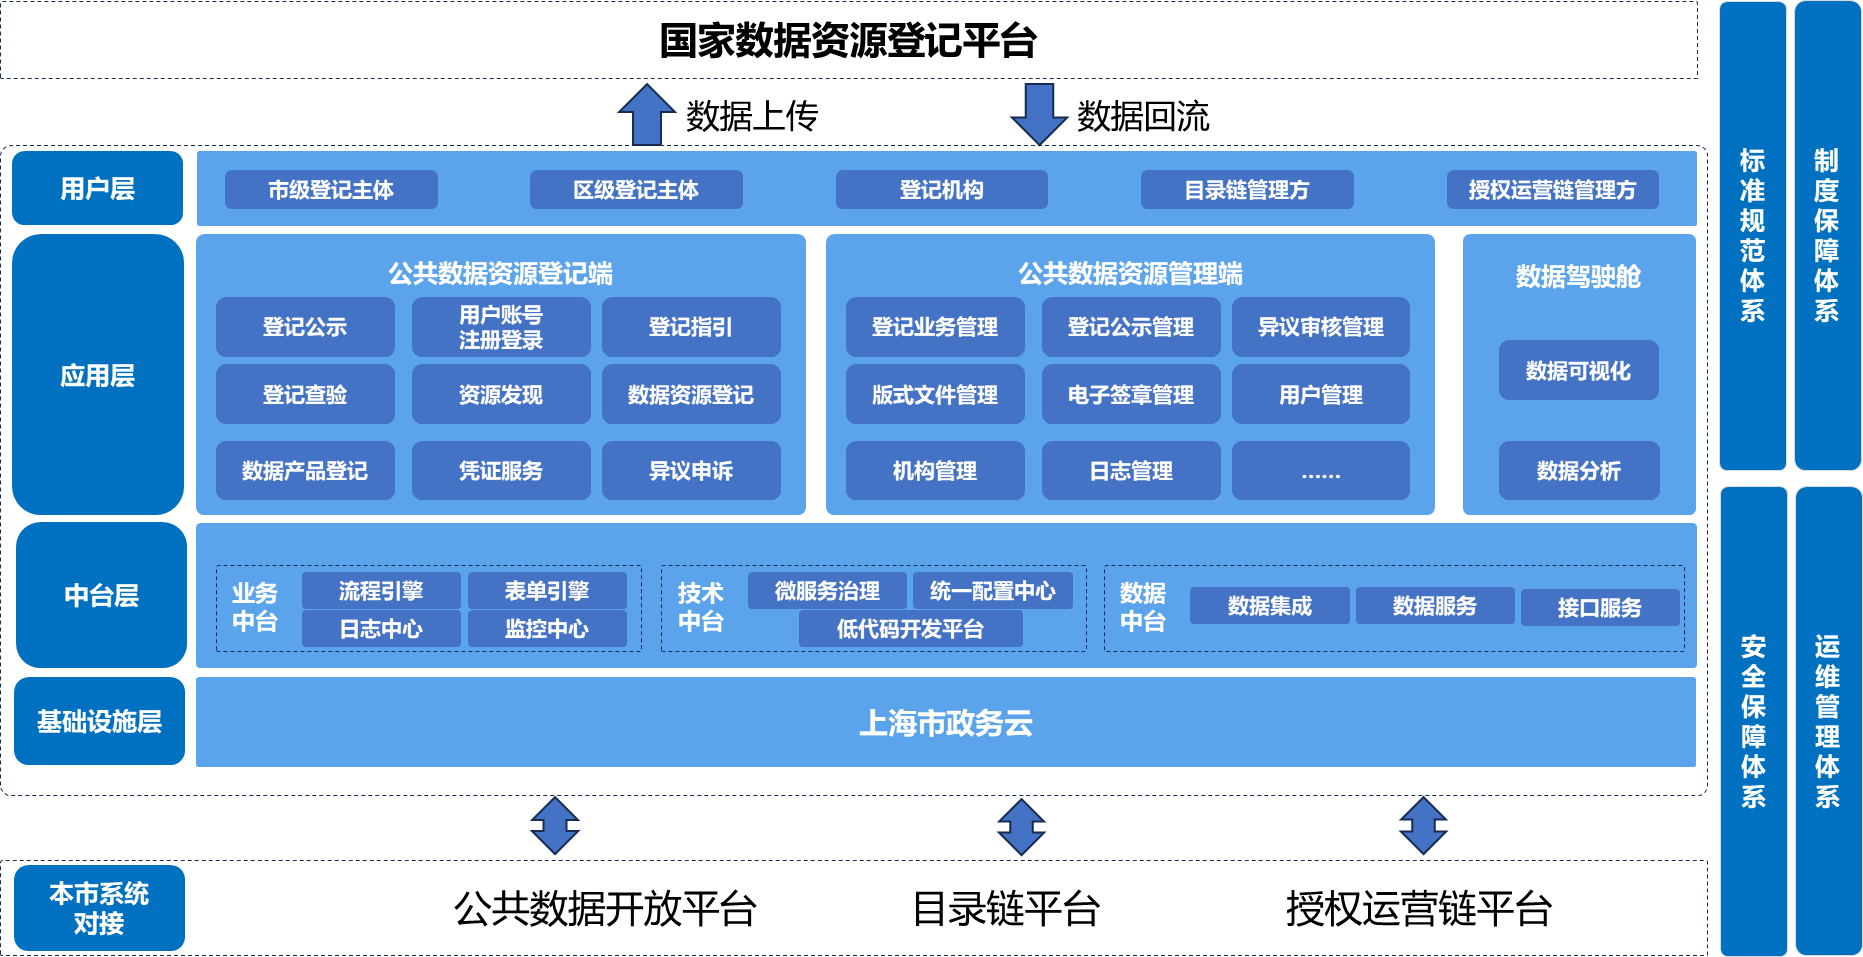 国家数据资源登记平台
数据上传
数据回流
用户层
市级登记主体
区级登记主体
登记机构
目录链管理方
授权运营链管理方
应用层
公共数据资源登记端
登记公示
用户账号
注册登录
登记指引
登记查验
资源发现
数据资源登记
数据产品登记
凭证服务
异议申诉
公共数据资源管理端
登记业务管理
登记公示管理
异议审核管理
版式文件管理
电子签章管理
用户管理
机构管理
日志管理
......
数据驾驶舱
数据可视化
数据分析
中台层
业务
中台
流程引擎
表单引擎
日志中心
监控中心
技术
中台
微服务治理
统一配置中心
低代码开发平台
数据
中台
数据集成
数据服务
接口服务
基础设施层
上海市政务云
本市系统
对接
公共数据开放平台
目录链平台
授权运营链平台
标准规范体系
制度保障体系
安全保障体系
运维管理体系